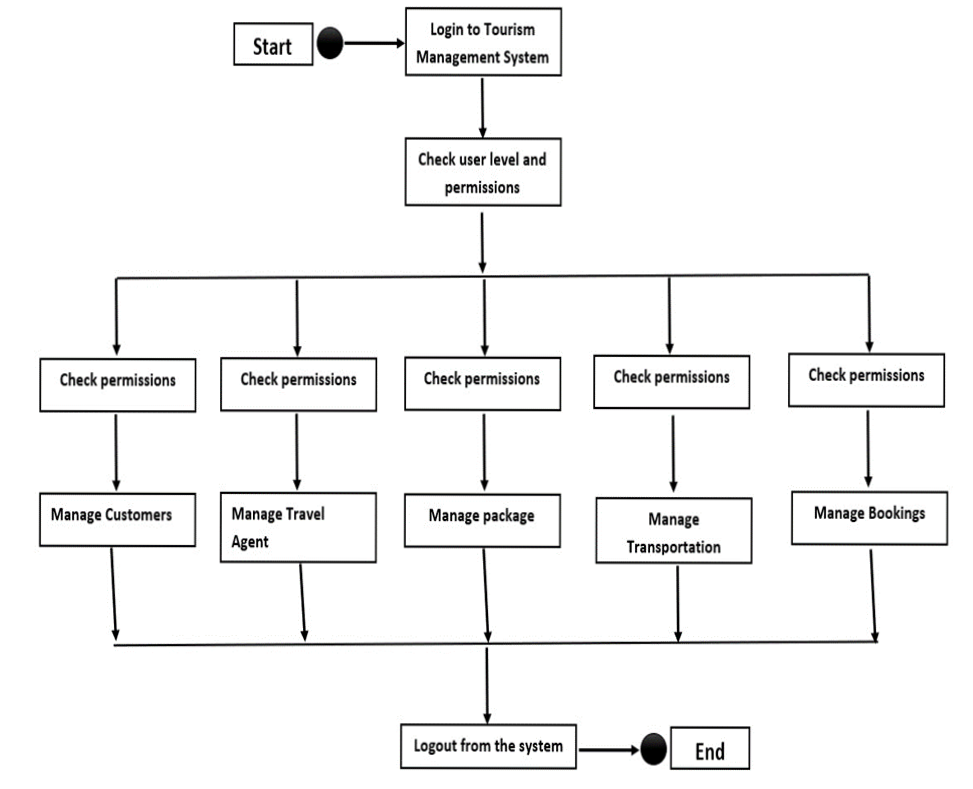 Start
Login to Tourism
Management System
Check user level and
permissions
Check permissions
Check permissions
Check permissions
Check permissions
Check permissions
Manage Customers
Manage Travel
Agent
Manage package
Manage
Transportation
Manage Bookings
Logout from the system
End